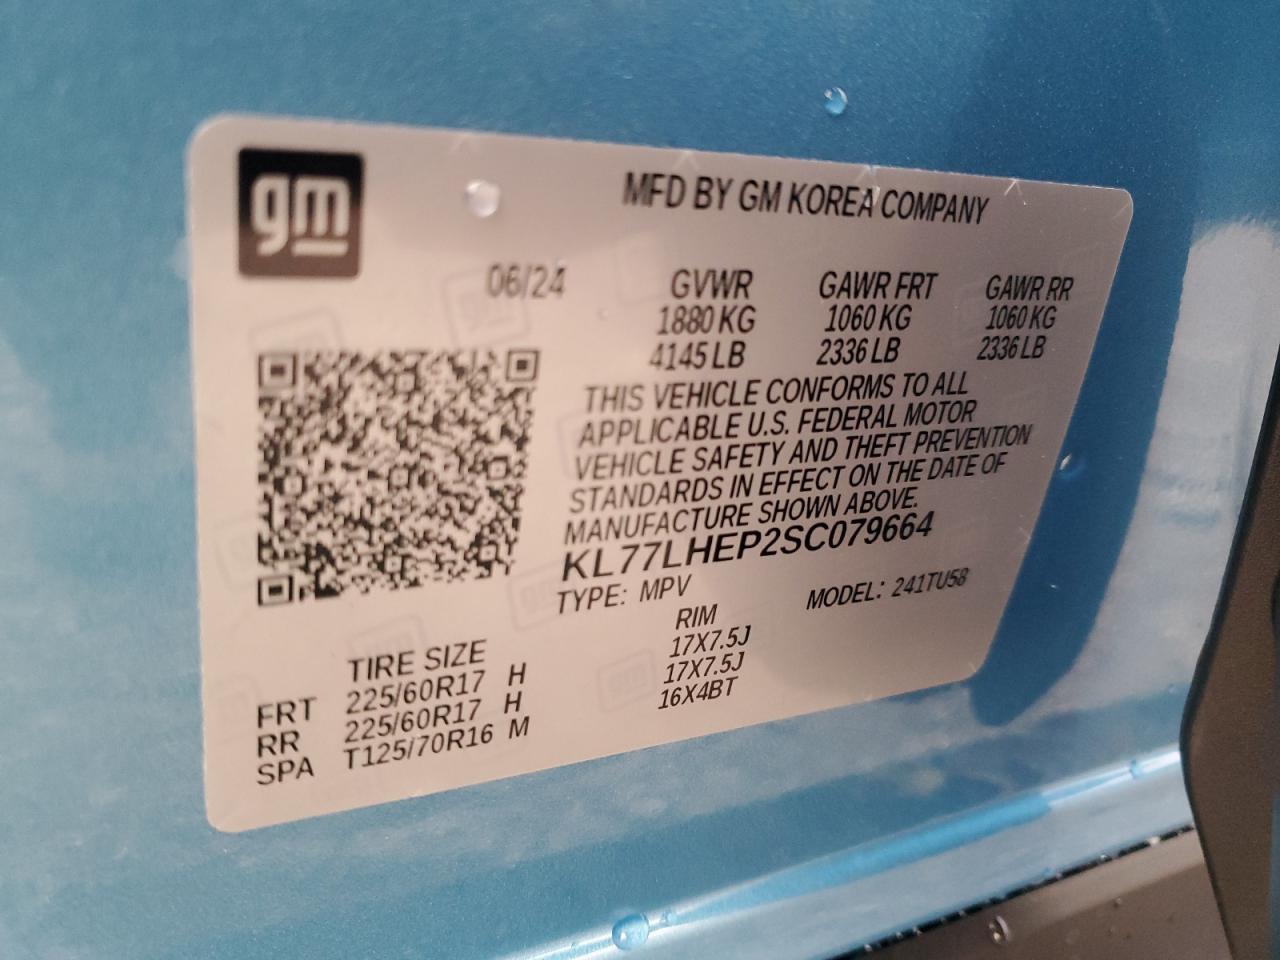 gm
MFD BY GM KOREA COMPANY
06/24 GVWR GAWR FRT GAWR RR
1880 KG 1060 KG 1060 KG
4145 LB 2336 LB 2336 LB
THIS VEHICLE CONFORMS TO ALL
APPLICABLE U.S. FEDERAL MOTOR
VEHICLE SAFETY AND THEFT PREVENTION
STANDARDS IN EFFECT ON THE DATE OF
MANUFACTURE SHOWN ABOVE.
KL77LHEP2SC079664
TYPE: MPV MODEL: 241TU58
TIRE SIZE RIM
FRT 225/60R17 H 17X7.5J
RR 225/60R17 H 17X7.5J
SPA T125/70R16 M 16X4BT